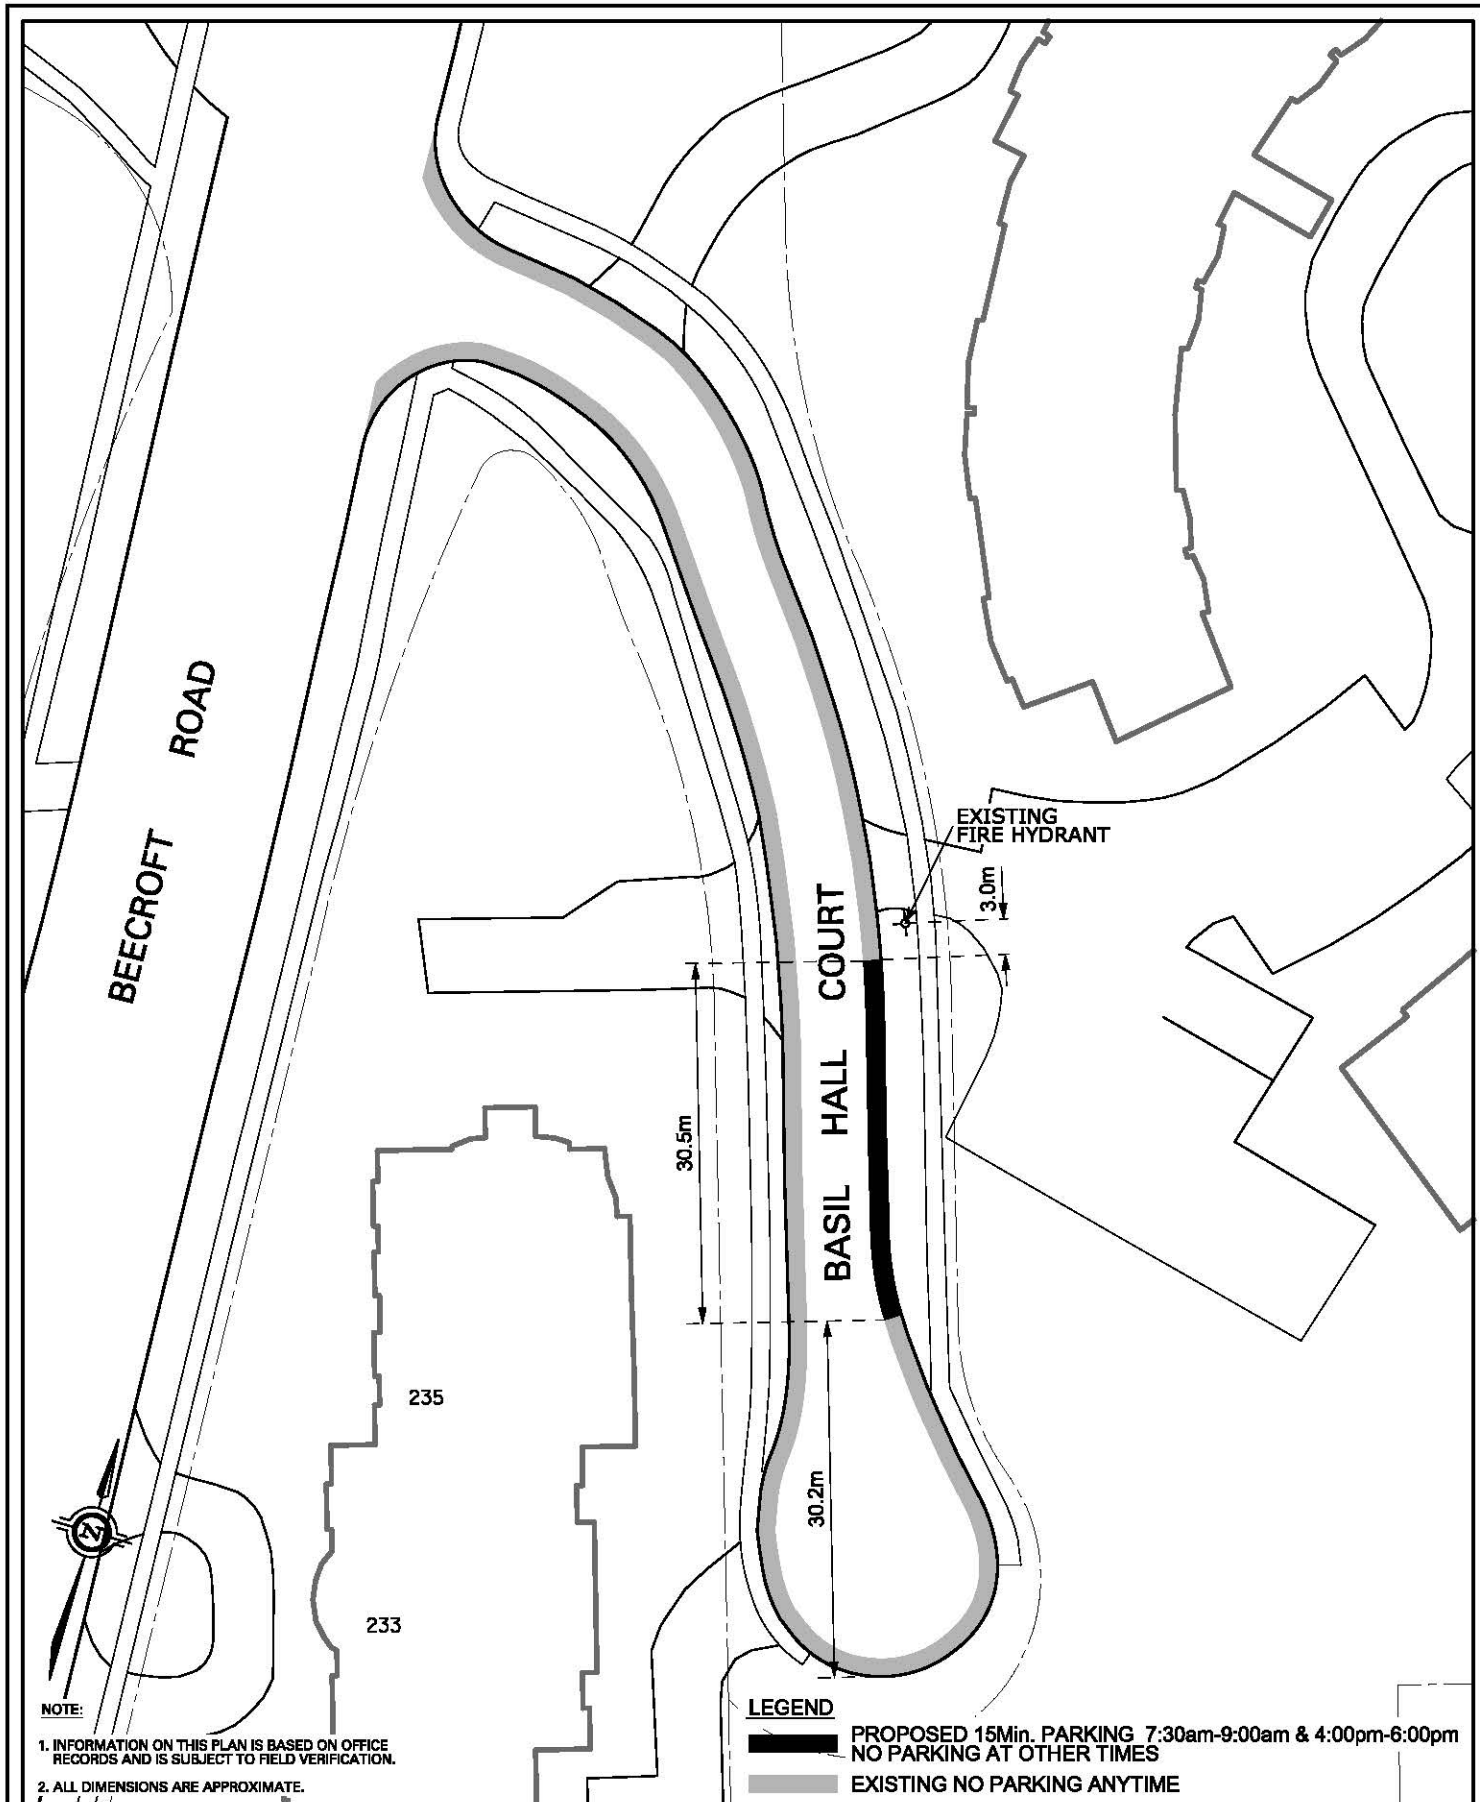 BEECROFT ROAD
EXISTING
FIRE HYDRANT
3.0m
BASIL HALL COURT
30.5m
30.2m
235
233
N
NOTE:
1. INFORMATION ON THIS PLAN IS BASED ON OFFICE
RECORDS AND IS SUBJECT TO FIELD VERIFICATION.
2. ALL DIMENSIONS ARE APPROXIMATE.
LEGEND
PROPOSED 15Min. PARKING 7:30am-9:00am & 4:00pm-6:00pm
NO PARKING AT OTHER TIMES
EXISTING NO PARKING ANYTIME